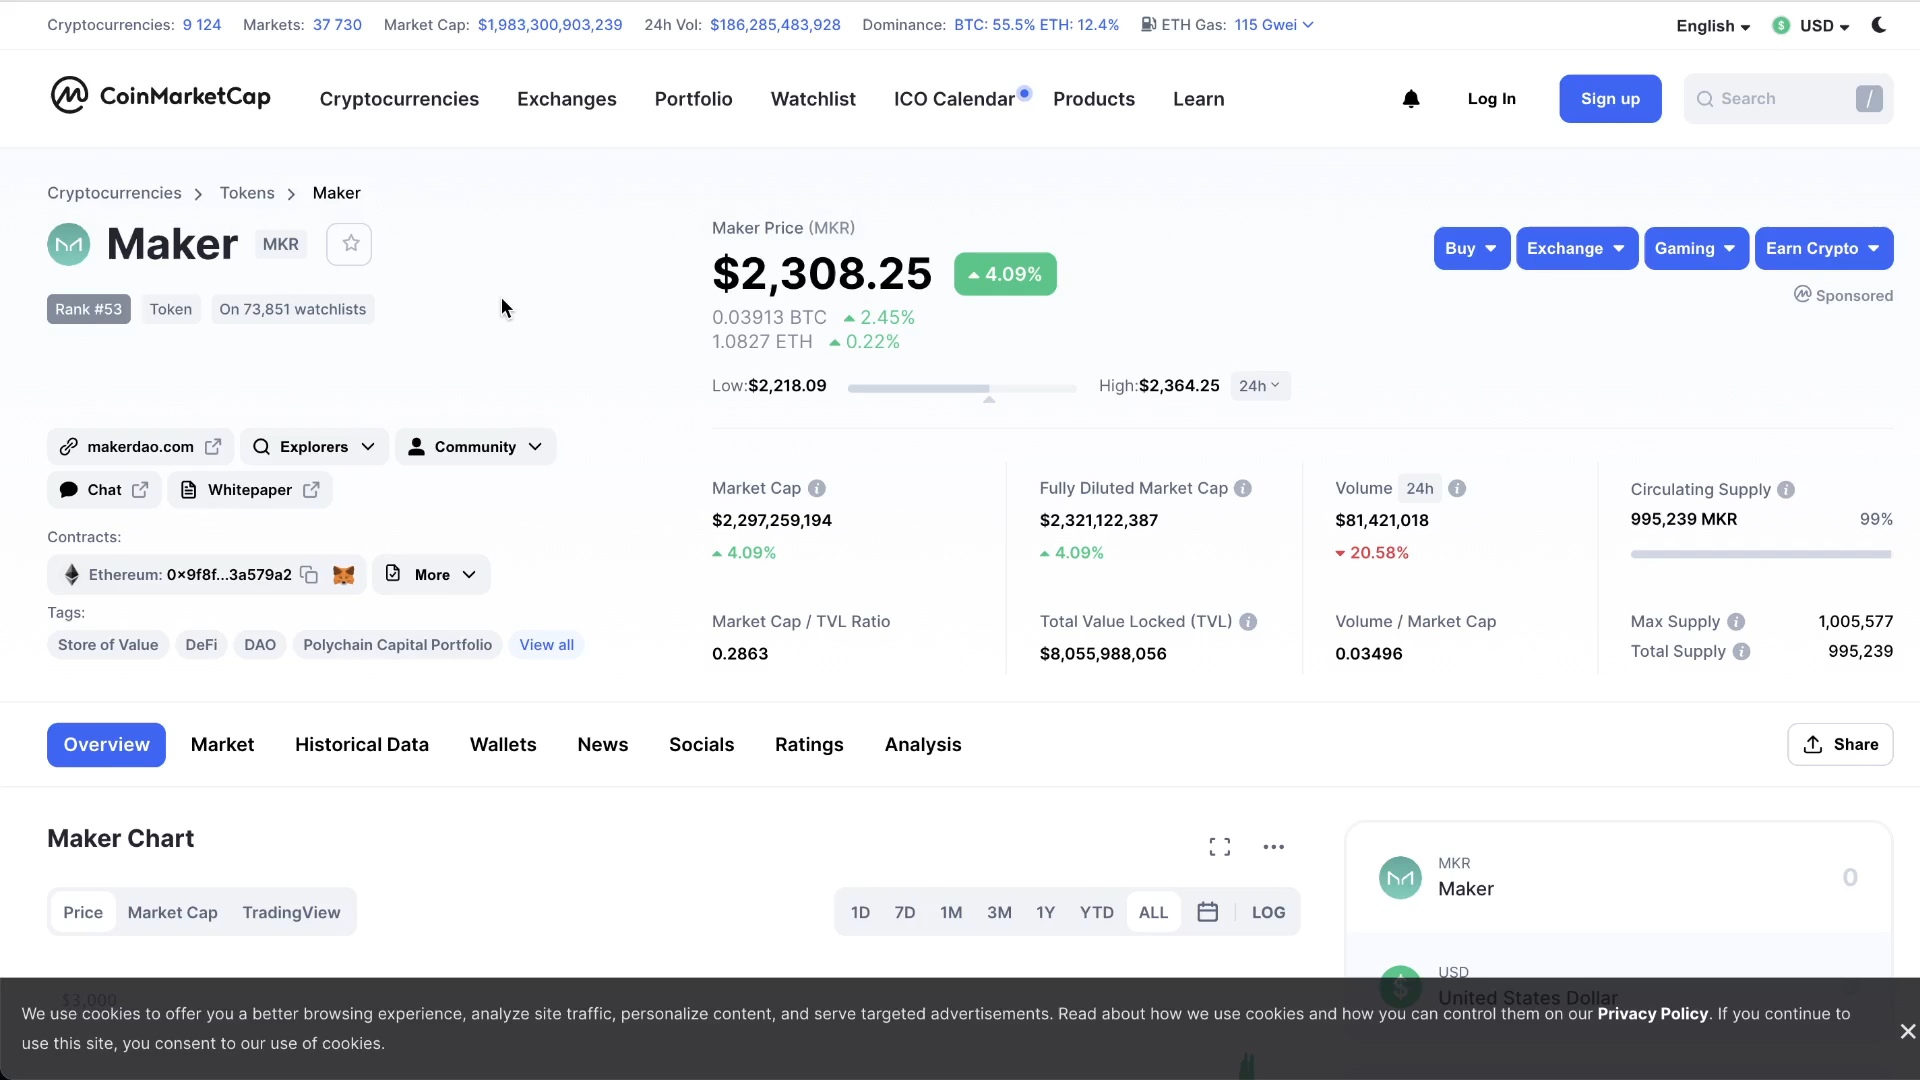 Cryptocurrencies: 9 124 Markets: 37 730 Market Cap: $1,983,300,903,239 24h Vol: $186,285,483,928 Dominance: BTC: 55.5% ETH: 12.4% ETH Gas: 115 Gwei English $ USD
CoinMarketCap Cryptocurrencies Exchanges Portfolio Watchlist ICO Calendar Products Learn Log In Sign up Search /
Cryptocurrencies > Tokens > Maker
Maker MKR
Rank #53 Token On 73,851 watchlists
makerdao.com Explorers Community
Chat Whitepaper
Contracts:
Ethereum: 0x9f8f...3a579a2 More
Tags:
Store of Value DeFi DAO Polychain Capital Portfolio View all
Maker Price (MKR)
$2,308.25 4.09%
0.03913 BTC 2.45%
1.0827 ETH 0.22%
Low:$2,218.09 High:$2,364.25 24h
Buy Exchange Gaming Earn Crypto
Sponsored
Market Cap
$2,297,259,194
4.09%
Fully Diluted Market Cap
$2,321,122,387
4.09%
Volume 24h
$81,421,018
20.58%
Circulating Supply
995,239 MKR 99%
Market Cap / TVL Ratio
0.2863
Total Value Locked (TVL)
$8,055,988,056
Volume / Market Cap
0.03496
Max Supply 1,005,577
Total Supply 995,239
Overview Market Historical Data Wallets News Socials Ratings Analysis Share
Maker Chart
Price Market Cap TradingView 1D 7D 1M 3M 1Y YTD ALL LOG
MKR
Maker 0
USD
United States Dollar
$3,000
We use cookies to offer you a better browsing experience, analyze site traffic, personalize content, and serve targeted advertisements. Read about how we use cookies and how you can control them on our Privacy Policy. If you continue to
use this site, you consent to our use of cookies.